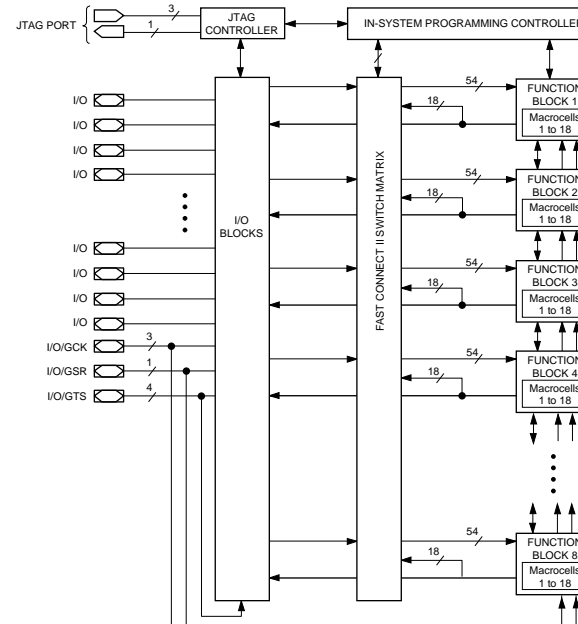 JTAG PORT
3
1
JTAG
CONTROLLER
IN-SYSTEM PROGRAMMING CONTROLLER
I/O
I/O
I/O
I/O
I/O
I/O
I/O
I/O
I/O/GCK
3
I/O/GSR
1
I/O/GTS
4
I/O
BLOCKS
FAST CONNECT II SWITCH MATRIX
54
18
FUNCTION
BLOCK 1
Macrocells
1 to 18
54
18
FUNCTION
BLOCK 2
Macrocells
1 to 18
54
18
FUNCTION
BLOCK 3
Macrocells
1 to 18
54
18
FUNCTION
BLOCK 4
Macrocells
1 to 18
54
18
FUNCTION
BLOCK 8
Macrocells
1 to 18